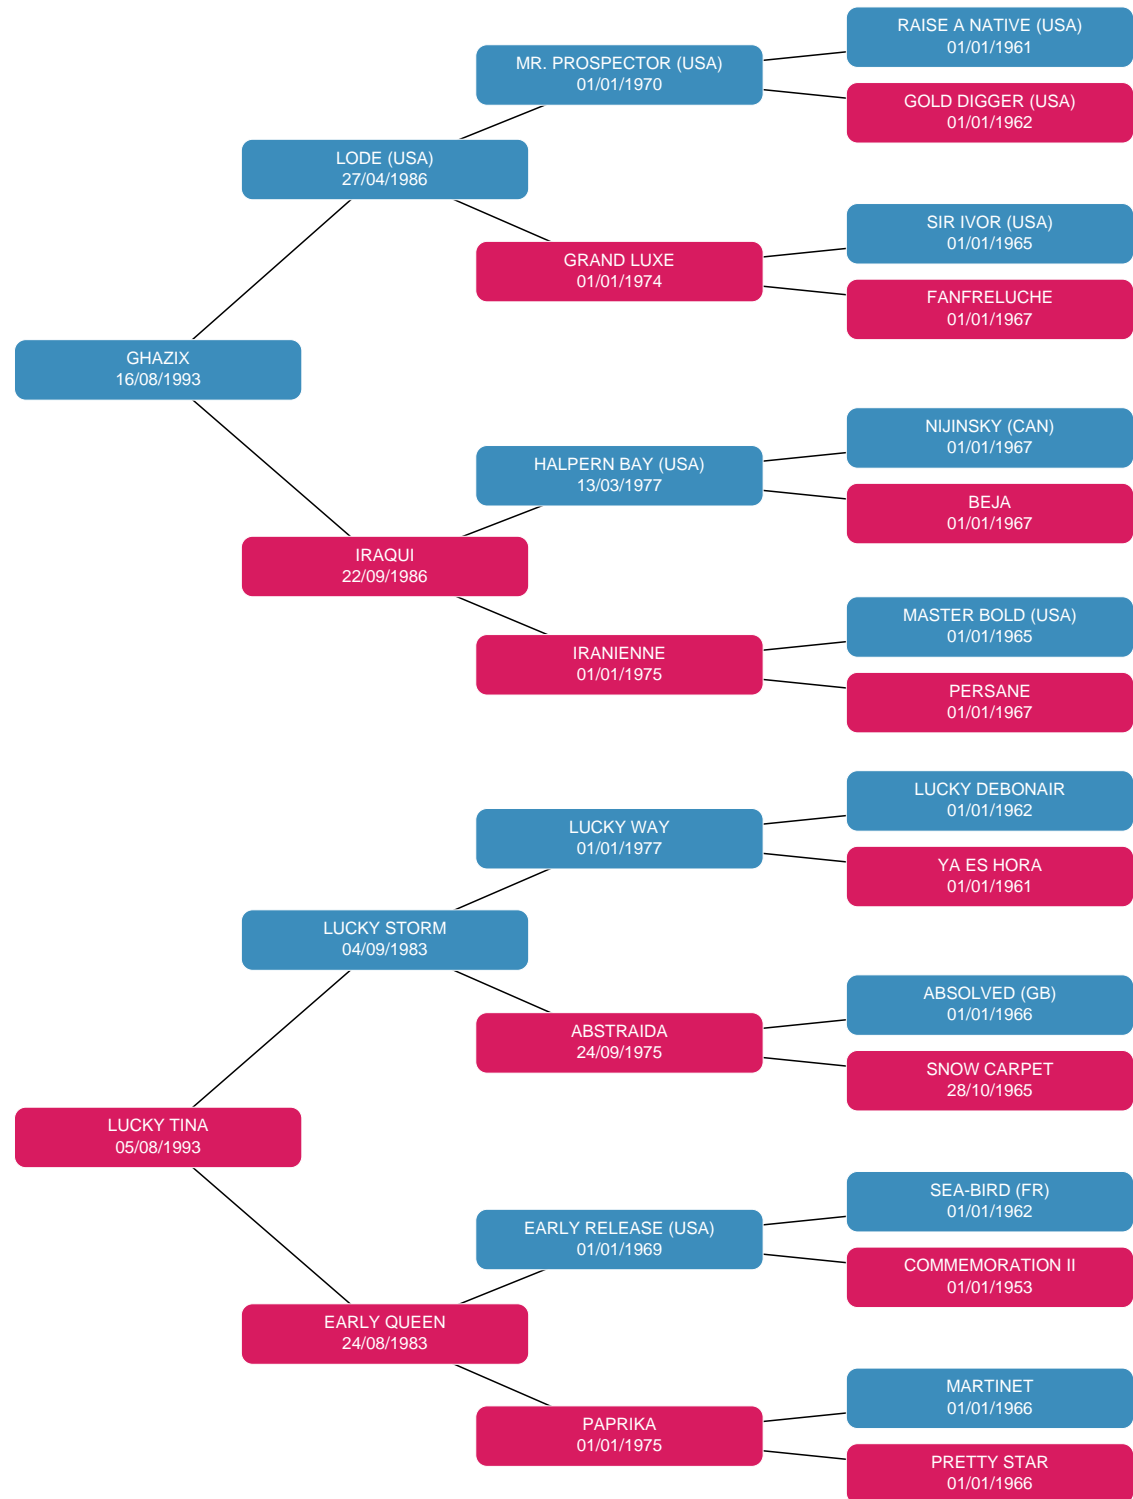 RAISE A NATIVE (USA)
01/01/1961
MR. PROSPECTOR (USA)
01/01/1970
GOLD DIGGER (USA)
01/01/1962
LODE (USA)
27/04/1986
SIR IVOR (USA)
01/01/1965
GRAND LUXE
01/01/1974
FANFRELUCHE
01/01/1967
GHAZIX
16/08/1993
NIJINSKY (CAN)
01/01/1967
HALPERN BAY (USA)
13/03/1977
BEJA
01/01/1967
IRAQUI
22/09/1986
MASTER BOLD (USA)
01/01/1965
IRANIENNE
01/01/1975
PERSANE
01/01/1967
LUCKY DEBONAIR
01/01/1962
LUCKY WAY
01/01/1977
YA ES HORA
01/01/1961
LUCKY STORM
04/09/1983
ABSOLVED (GB)
01/01/1966
ABSTRAIDA
24/09/1975
SNOW CARPET
28/10/1965
LUCKY TINA
05/08/1993
SEA-BIRD (FR)
01/01/1962
EARLY RELEASE (USA)
01/01/1969
COMMEMORATION II
01/01/1953
EARLY QUEEN
24/08/1983
MARTINET
01/01/1966
PAPRIKA
01/01/1975
PRETTY STAR
01/01/1966